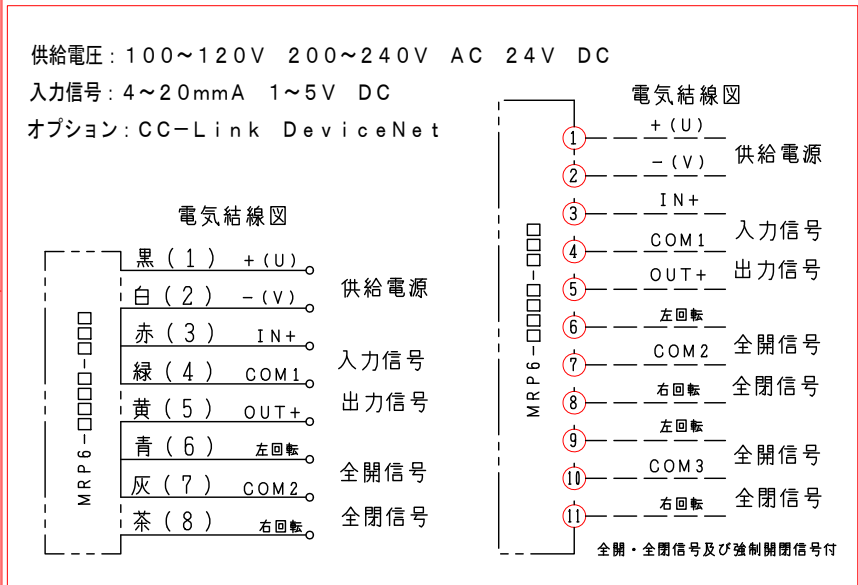 供給電圧：１００～１２０Ｖ　２００～２４０Ｖ　ＡＣ　２４Ｖ　ＤＣ
入力信号：４～２０ｍｍＡ　１～５Ｖ　ＤＣ
オプション：ＣＣ－Ｌｉｎｋ　ＤｅｖｉｃｅＮｅｔ
電気結線図
MRP6-□□□□-□□□
黒（１） ＋(U)
白（２） －(V)
供給電源
赤（３） IN+
緑（４） COM1
入力信号
黄（５） OUT+
出力信号
青（６） 左回転
灰（７） COM2
全開信号
茶（８） 右回転
全閉信号
電気結線図
MRP6-□□□□-□□□
① ＋(U)
② －(V)
供給電源
③ IN+
④ COM1
入力信号
⑤ OUT+
出力信号
⑥ 左回転
⑦ COM2
全開信号
⑧ 右回転
全閉信号
⑨ 左回転
⑩ COM3
全開信号
⑪ 右回転
全閉信号
全開・全閉信号及び強制開閉信号付